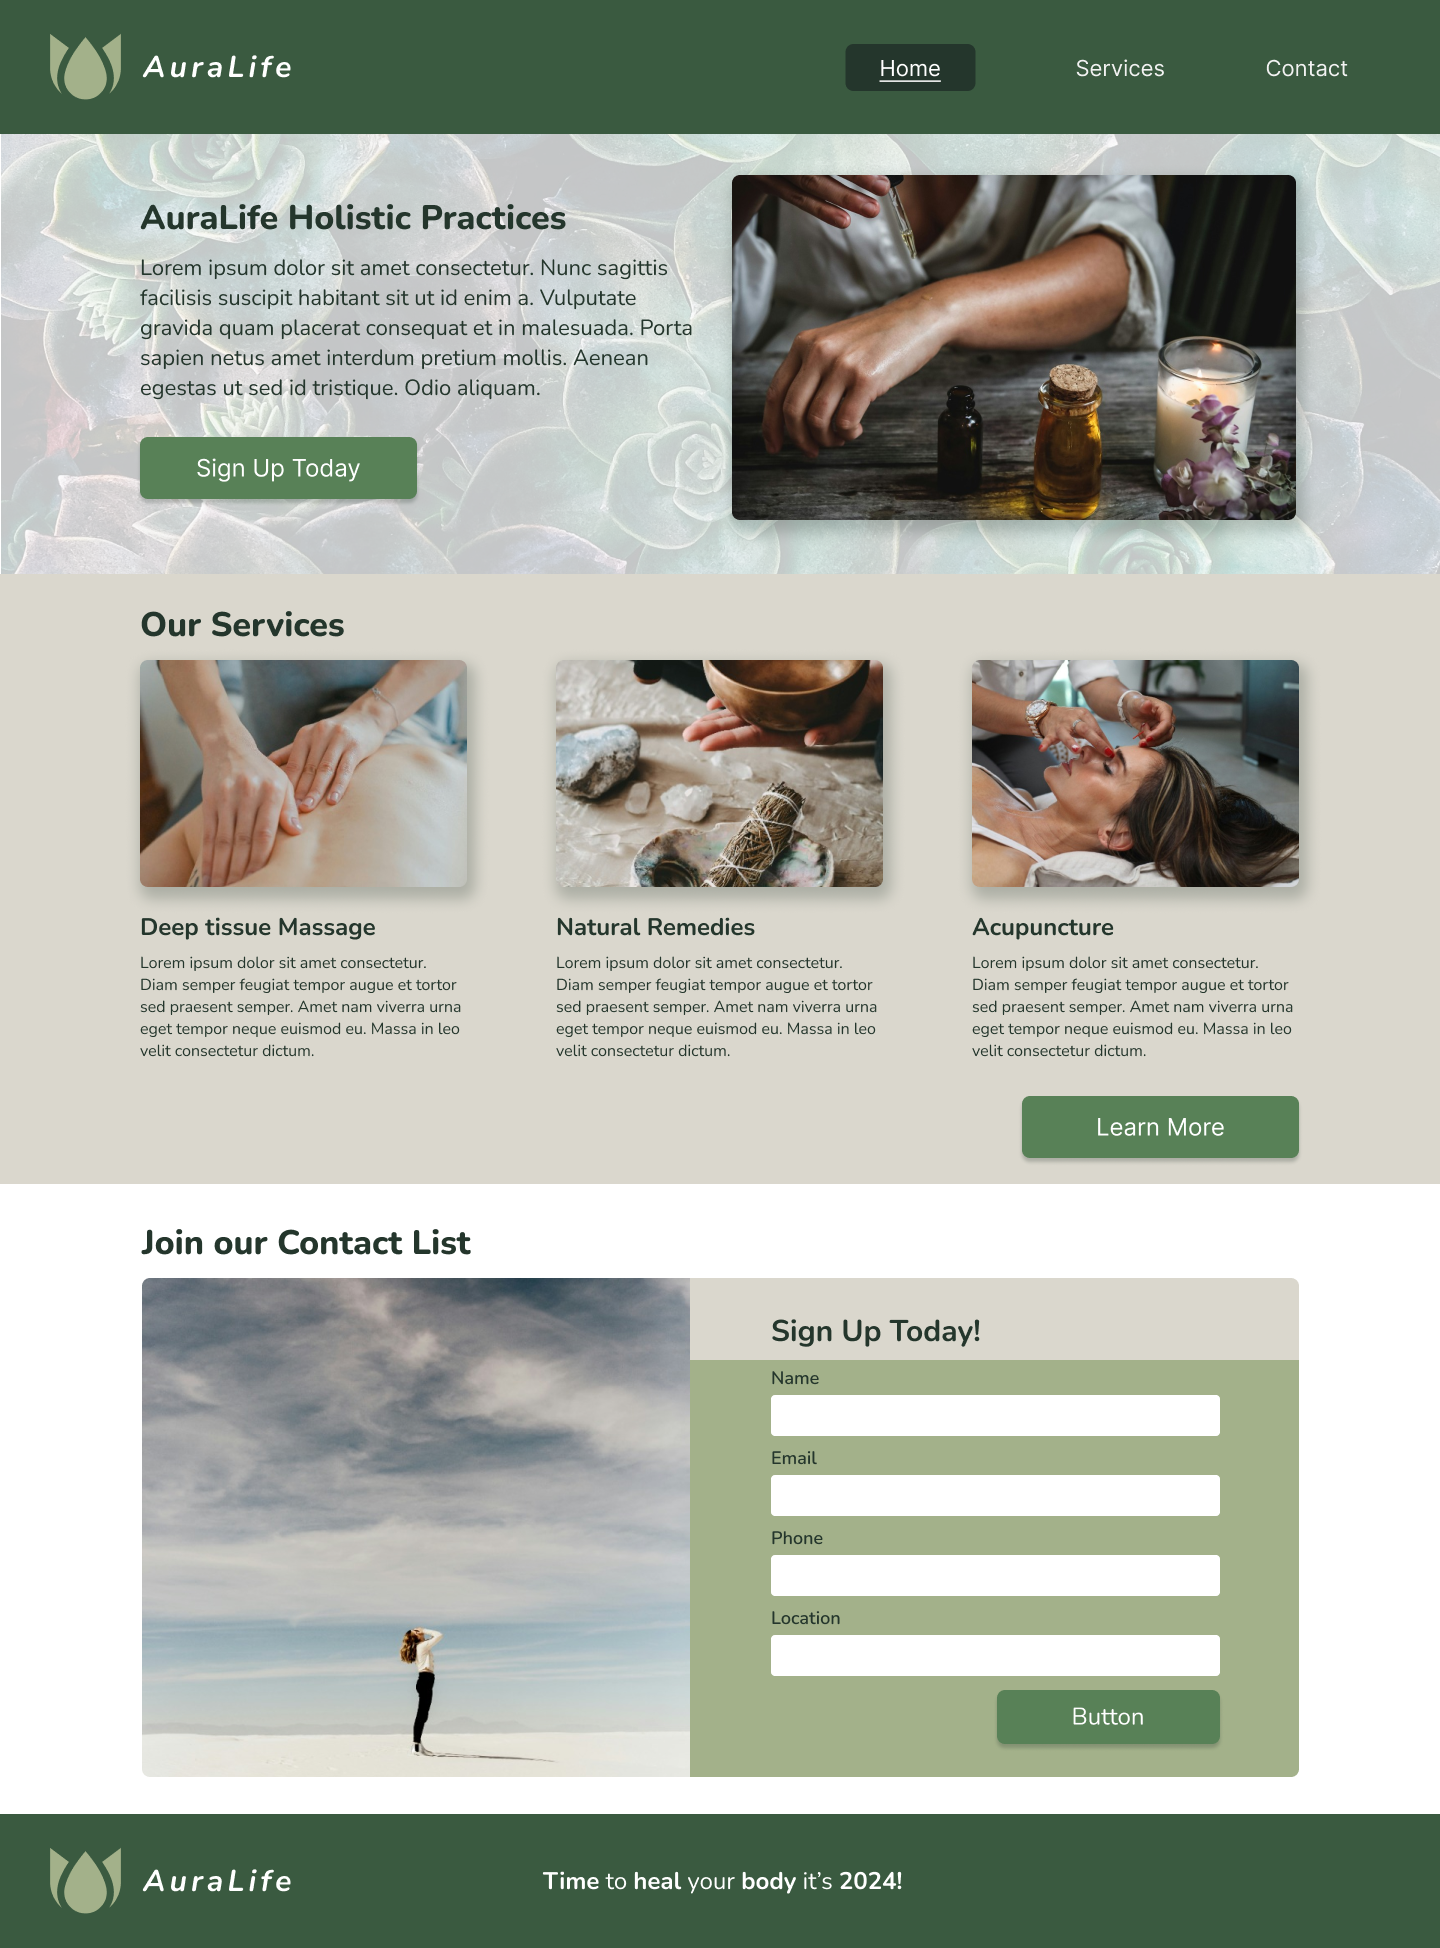 AuraLife
Home
Services
Contact
AuraLife Holistic Practices
Lorem ipsum dolor sit amet consectetur. Nunc sagittis
facilisis suscipit habitant sit ut id enim a. Vulputate
gravida quam placerat consequat et in malesuada. Porta
sapien netus amet interdum pretium mollis. Aenean
egestas ut sed id tristique. Odio aliquam.
Sign Up Today
Our Services
Deep tissue Massage
Lorem ipsum dolor sit amet consectetur.
Diam semper feugiat tempor augue et tortor
sed praesent semper. Amet nam viverra urna
eget tempor neque euismod eu. Massa in leo
velit consectetur dictum.
Natural Remedies
Lorem ipsum dolor sit amet consectetur.
Diam semper feugiat tempor augue et tortor
sed praesent semper. Amet nam viverra urna
eget tempor neque euismod eu. Massa in leo
velit consectetur dictum.
Acupuncture
Lorem ipsum dolor sit amet consectetur.
Diam semper feugiat tempor augue et tortor
sed praesent semper. Amet nam viverra urna
eget tempor neque euismod eu. Massa in leo
velit consectetur dictum.
Learn More
Join our Contact List
Sign Up Today!
Name
Email
Phone
Location
Button
AuraLife
Time to heal your body it’s 2024!